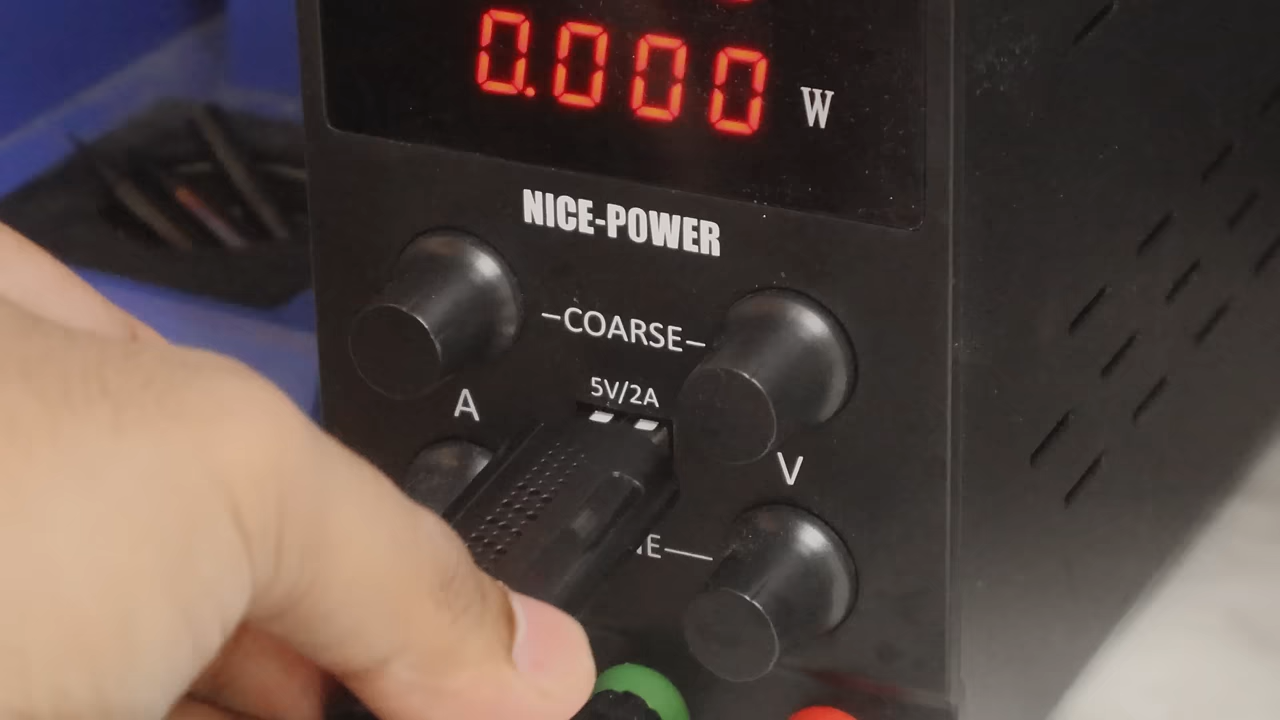 0.000 W
NICE-POWER
-COARSE-
5V/2A
A
V